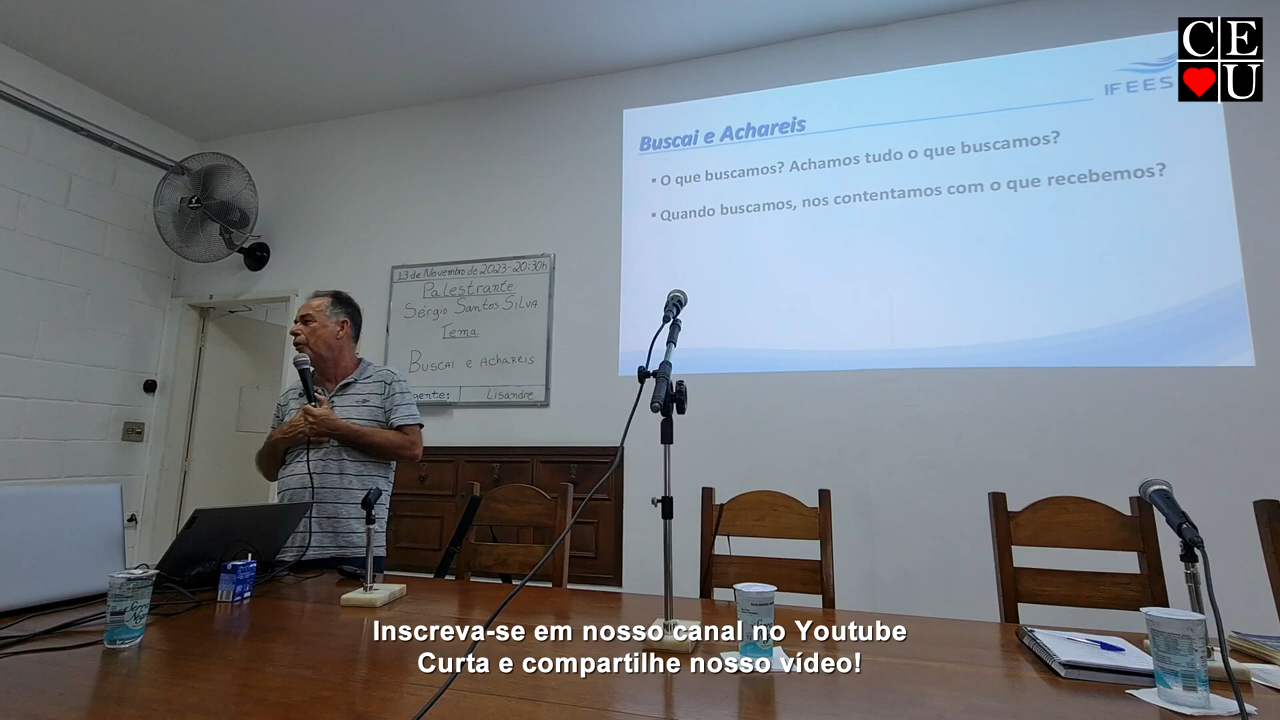 CE
U
IFEES
Buscai e Achareis
▪ O que buscamos? Achamos tudo o que buscamos?
▪ Quando buscamos, nos contentamos com o que recebemos?
13 de Novembro de 2023-20:30h
Palestrante
Sérgio Santos Silva
Tema
Buscai e achareis
gente: Lisandre
Inscreva-se em nosso canal no Youtube
Curta e compartilhe nosso vídeo!